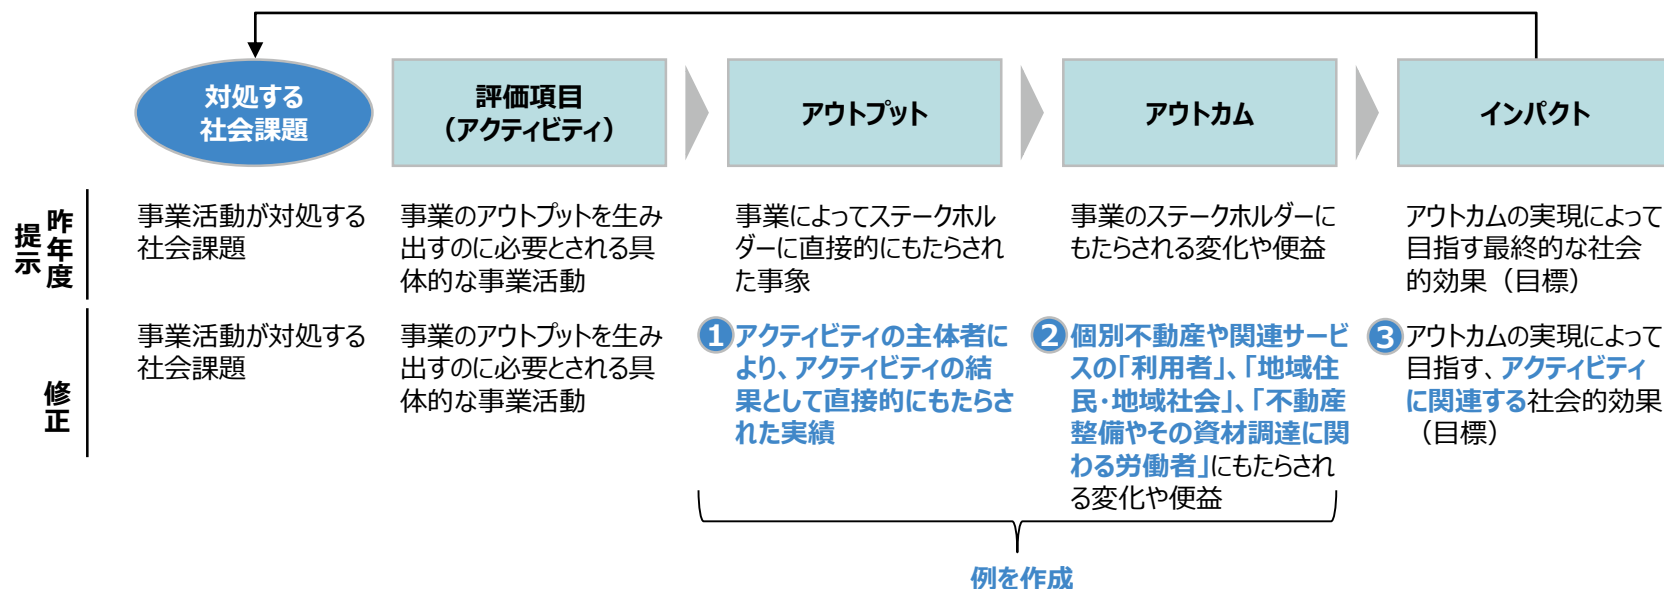 対処する
社会課題
評価項目
（アクティビティ）
アウトプット
アウトカム
インパクト
昨年度
提示
事業活動が対処する
社会課題
事業のアウトプットを生み
出すのに必要とされる具
体的な事業活動
事業によってステークホル
ダーに直接的にもたらされ
た事象
事業のステークホルダーに
もたらされる変化や便益
アウトカムの実現によって
目指す最終的な社会
的効果（目標）
修正
事業活動が対処する
社会課題
事業のアウトプットを生み
出すのに必要とされる具
体的な事業活動
1 アクティビティの主体者に
より、アクティビティの結
果として直接的にもたらさ
れた実績
2 個別不動産や関連サービ
スの「利用者」、「地域住
民・地域社会」、「不動産
整備やその資材調達に関
わる労働者」にもたらされ
る変化や便益
3 アウトカムの実現によって
目指す、アクティビティ
に関連する社会的効果
（目標）
例を作成